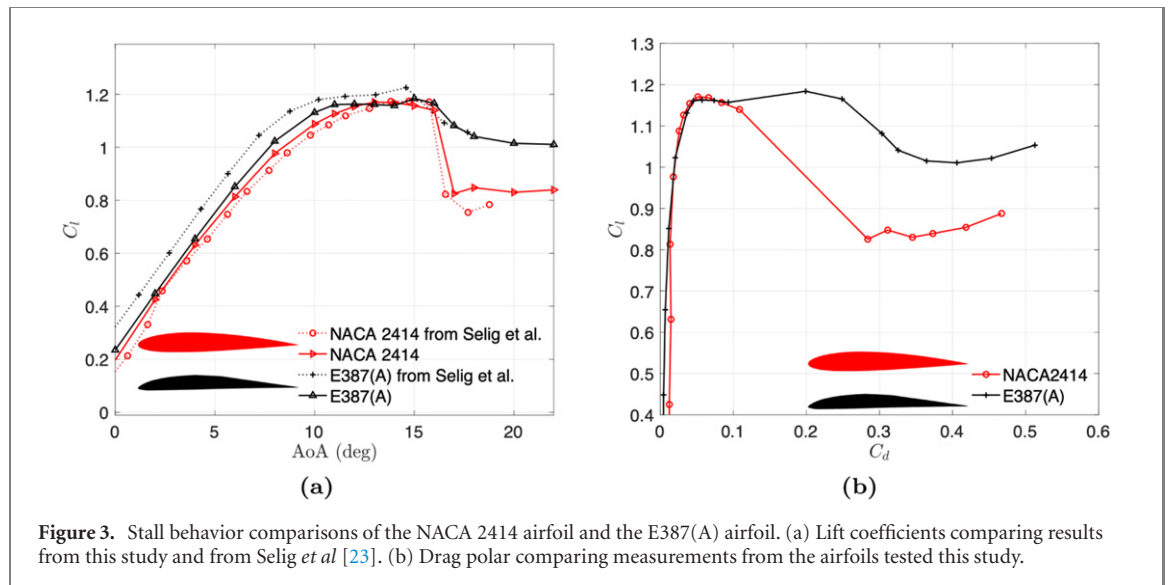 1.2
1
0.8
0.6
0.4
0.2
0
C_l
0
5
10
15
20
AoA (deg)
NACA 2414 from Selig et al.
NACA 2414
E387(A) from Selig et al.
E387(A)
(a)
1.3
1.2
1.1
1
0.9
0.8
0.7
0.6
0.5
0.4
C_l
0
0.1
0.2
0.3
0.4
0.5
0.6
C_d
NACA2414
E387(A)
(b)
Figure 3. Stall behavior comparisons of the NACA 2414 airfoil and the E387(A) airfoil. (a) Lift coefficients comparing results
from this study and from Selig et al [23]. (b) Drag polar comparing measurements from the airfoils tested this study.